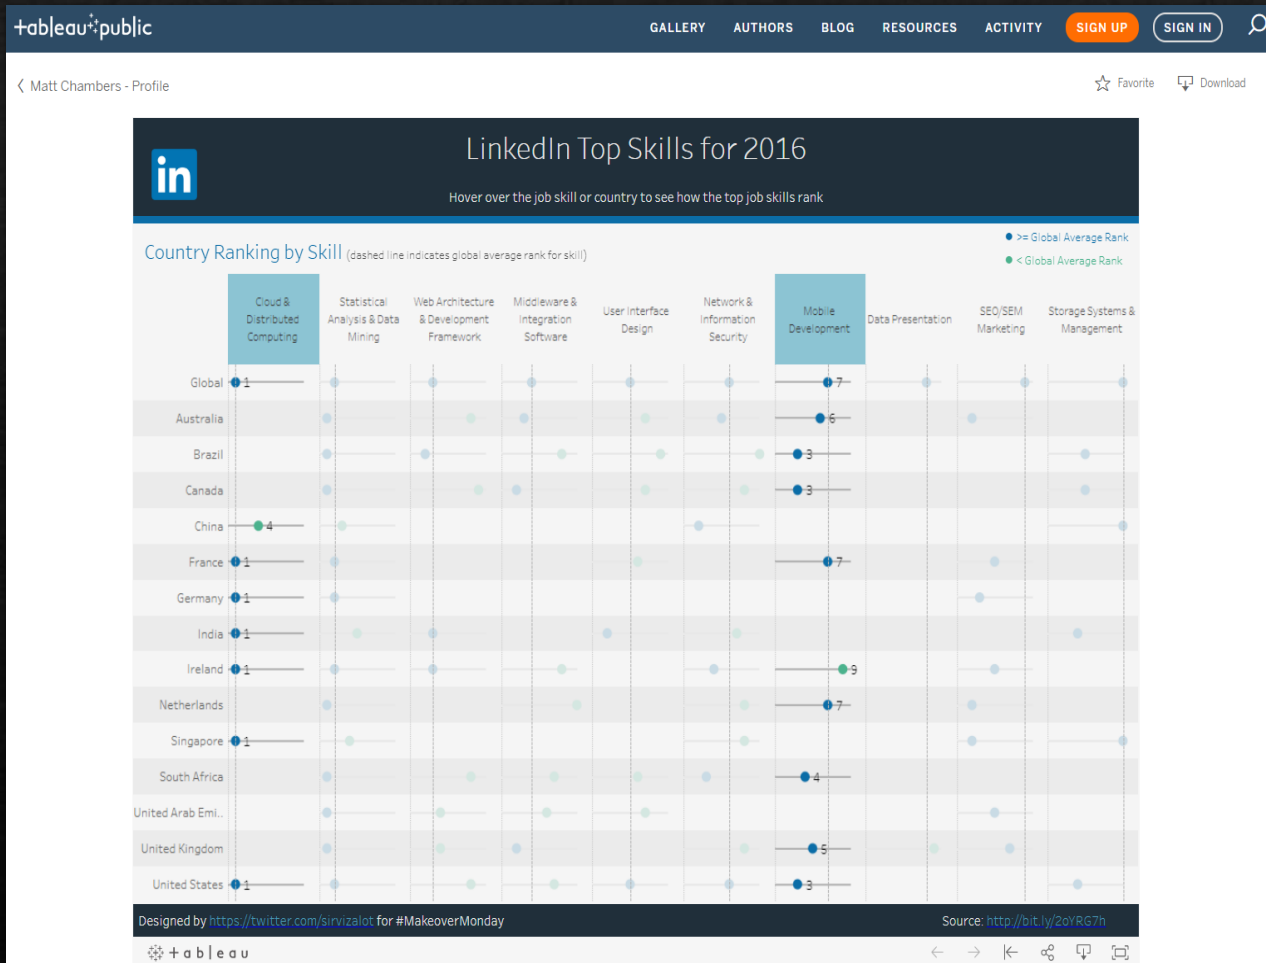 +ableau public
GALLERY AUTHORS BLOG RESOURCES ACTIVITY SIGN UP SIGN IN
Matt Chambers - Profile
Favorite Download
in
LinkedIn Top Skills for 2016
Hover over the job skill or country to see how the top job skills rank
Country Ranking by Skill (dashed line indicates global average rank for skill)
>= Global Average Rank
< Global Average Rank
Cloud &
Distributed
Computing
Statistical
Analysis & Data
Mining
Web Architecture
& Development
Framework
Middleware &
Integration
Software
User Interface
Design
Network &
Information
Security
Mobile
Development
Data Presentation
SEO/SEM
Marketing
Storage Systems &
Management
Global 1 7
Australia 6
Brazil 3
Canada 3
China 4
France 1 7
Germany 1
India 1
Ireland 1 9
Netherlands 7
Singapore 1
South Africa 4
United Arab Emi..
United Kingdom 5
United States 1 3
Designed by https://twitter.com/sirvizalot for #MakeoverMonday
Source: http://bit.ly/2oYRG7h
+ableau